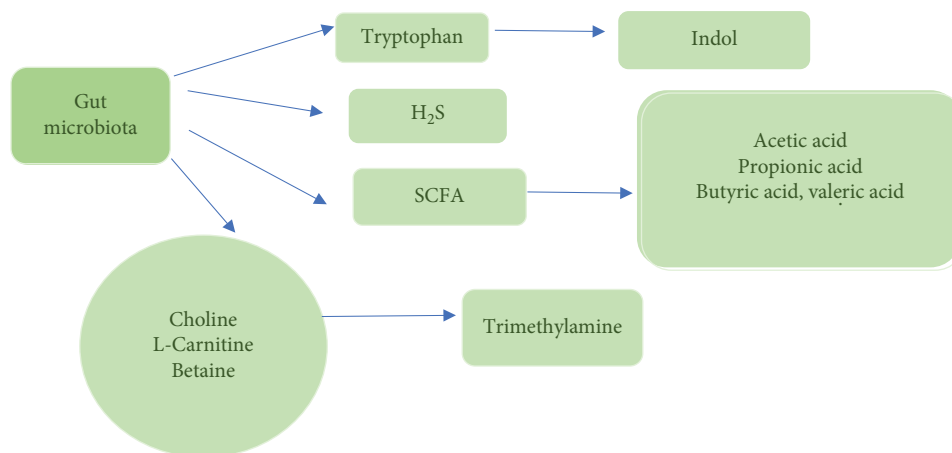 Tryptophan
Indol
Gut
microbiota
H₂S
SCFA
Acetic acid
Propionic acid
Butyric acid, valeric acid
.
Choline
L-Carnitine
Betaine
Trimethylamine